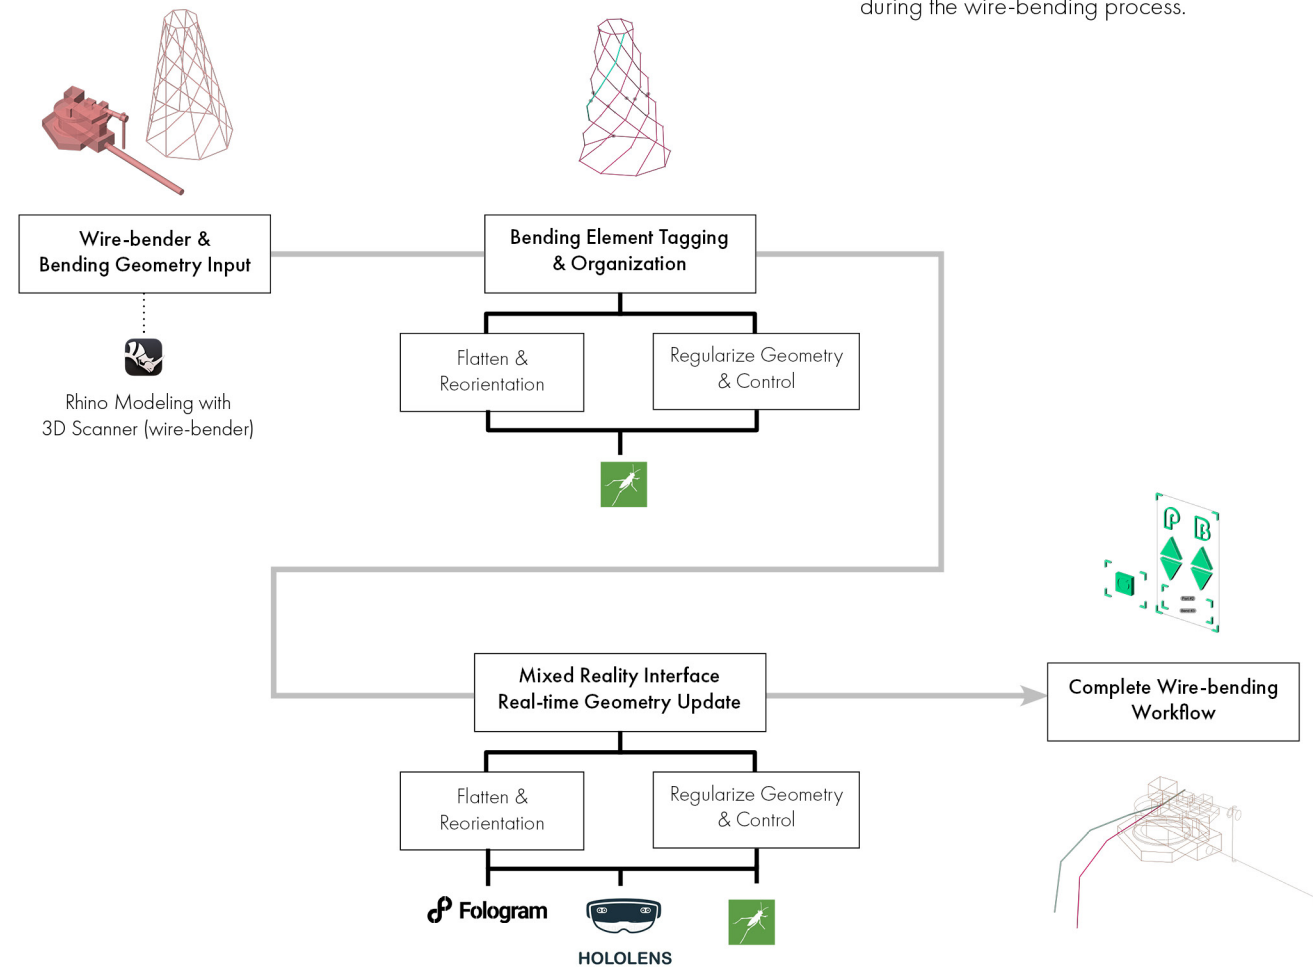 during the wire-bending process.
Wire-bender &
Bending Geometry Input
Bending Element Tagging
& Organization
Flatten &
Reorientation
Regularize Geometry
& Control
Rhino Modeling with
3D Scanner (wire-bender)
P B
Mixed Reality Interface
Real-time Geometry Update
Complete Wire-bending
Workflow
Flatten &
Reorientation
Regularize Geometry
& Control
Fologram
HOLOLENS